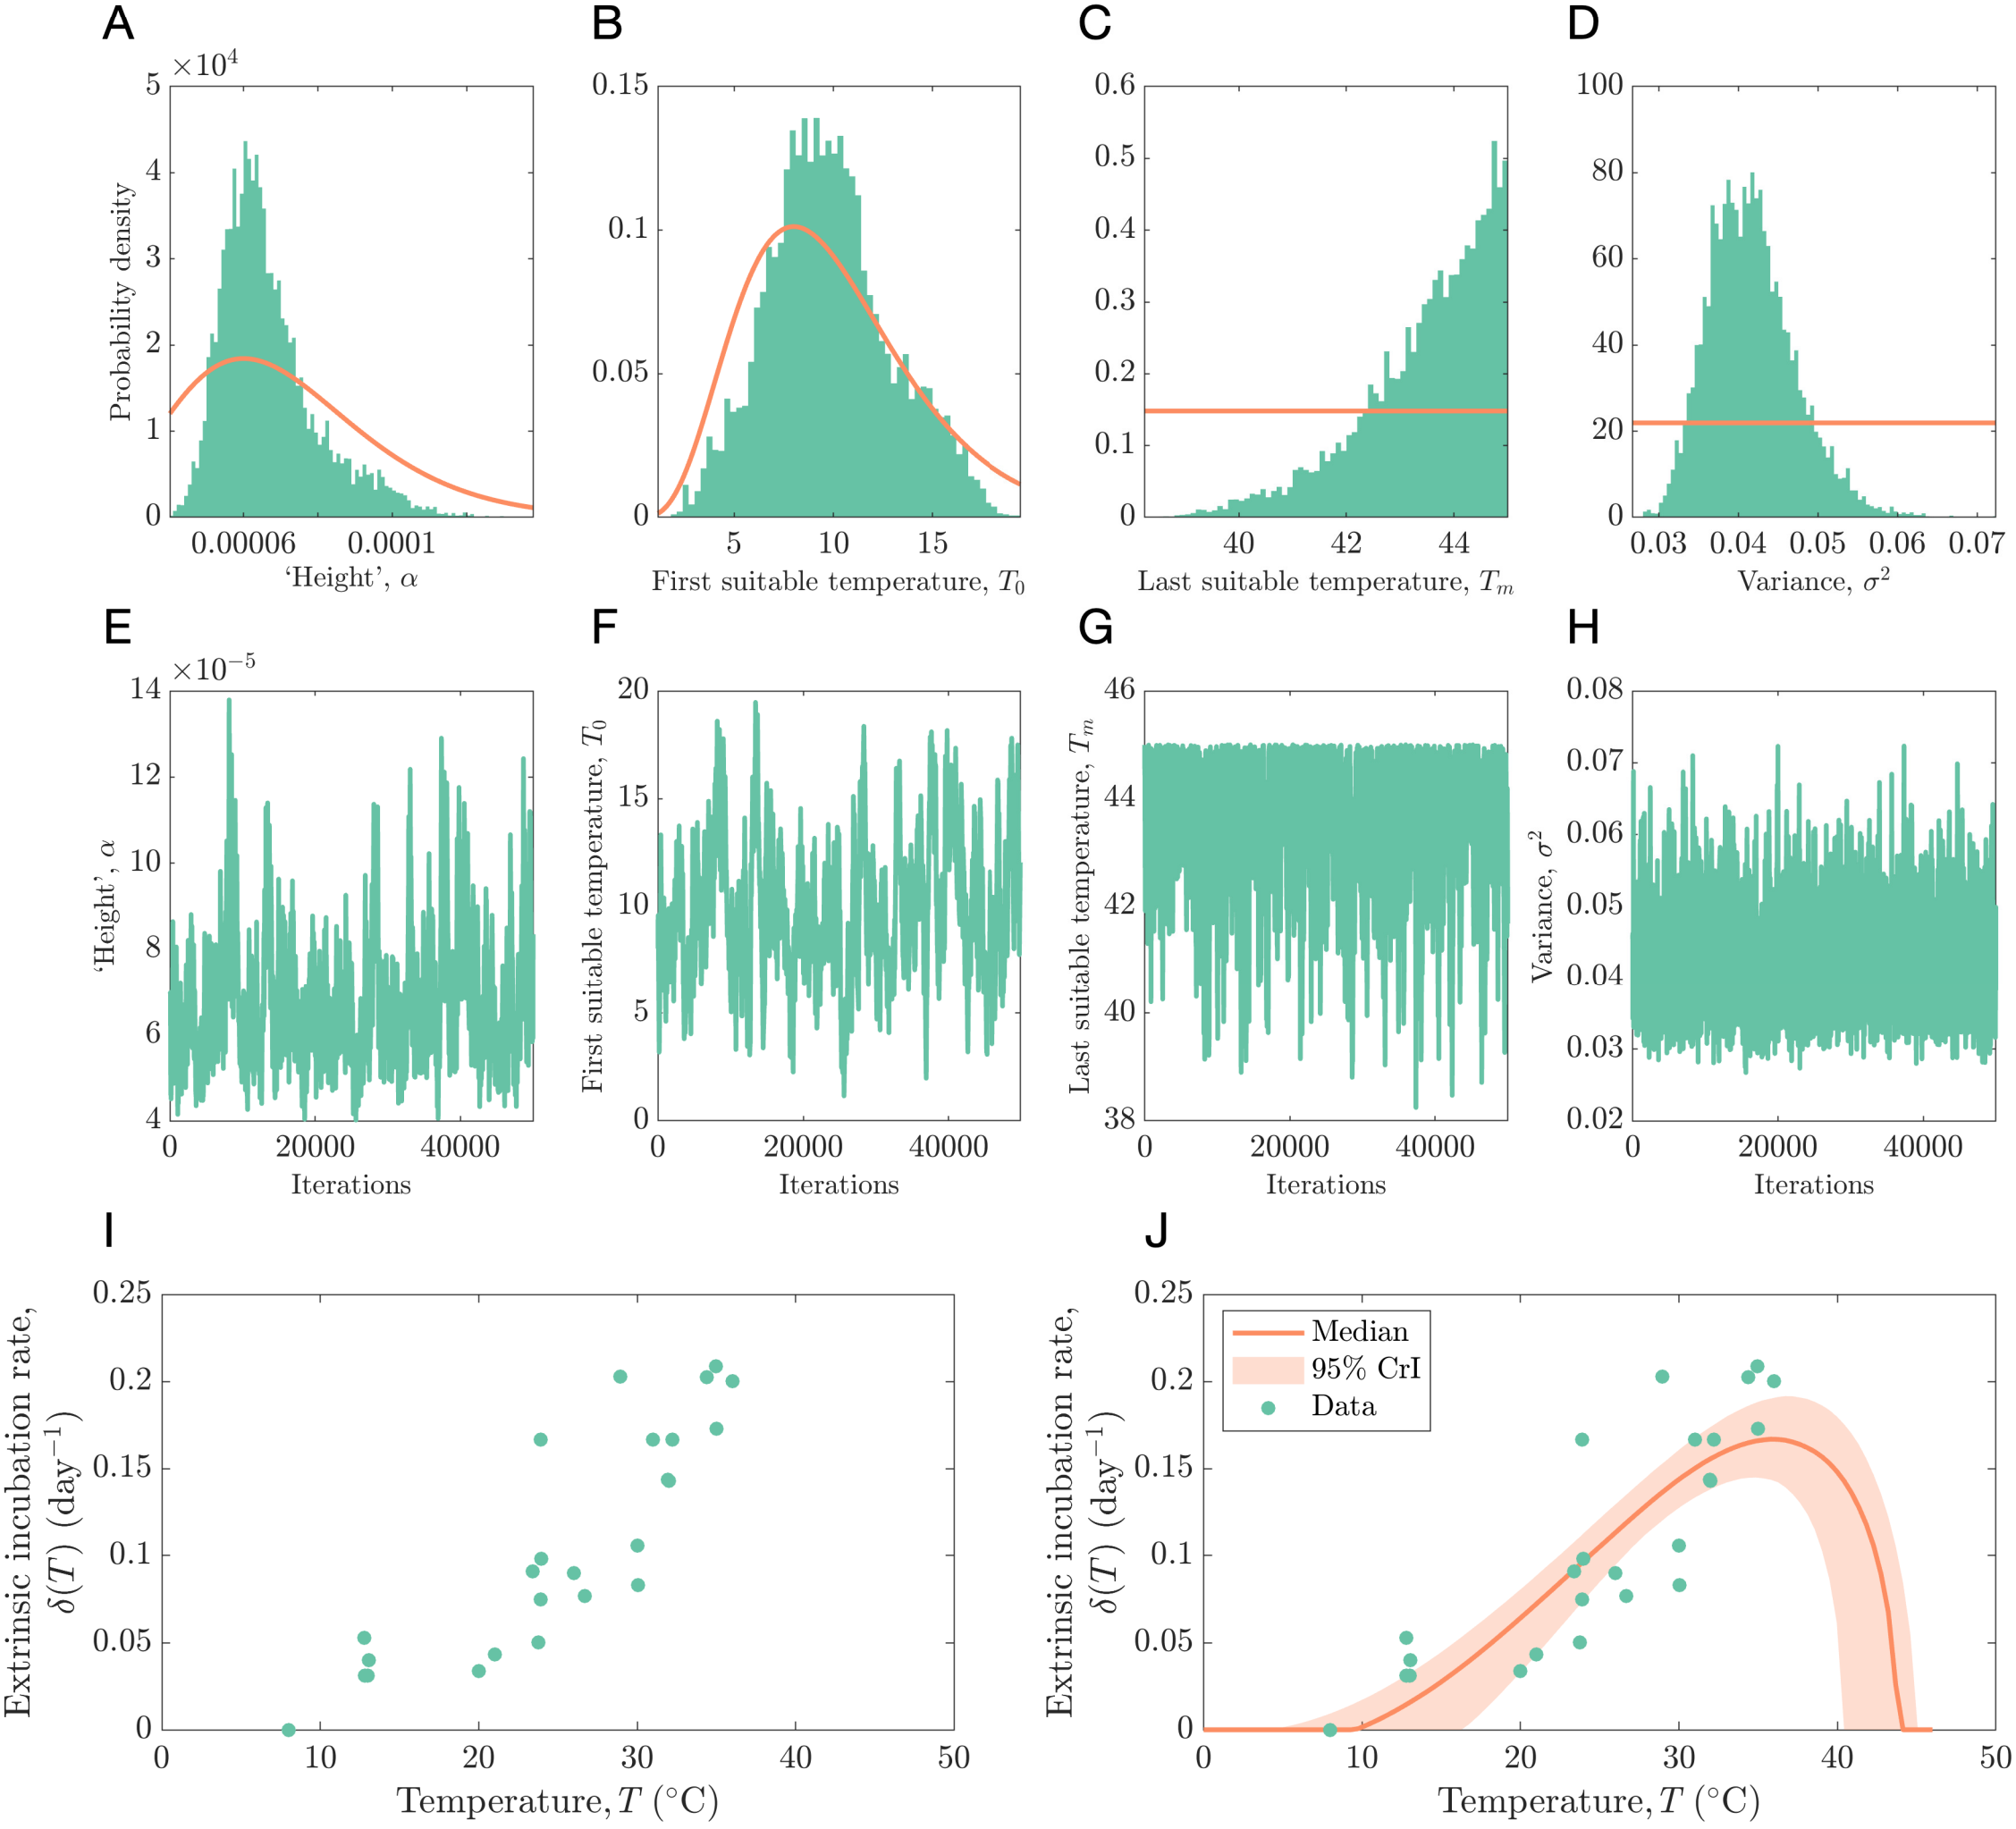 A
B
C
D
×10⁴
5
4
3
2
1
0
Probability density
0.00006 0.0001
‘Height’, α
0.15
0.1
0.05
0
5 10 15
First suitable temperature, T₀
0.6
0.5
0.4
0.3
0.2
0.1
0
40 42 44
Last suitable temperature, Tₘ
100
80
60
40
20
0
0.03 0.04 0.05 0.06 0.07
Variance, σ²
E
F
G
H
×10⁻⁵
14
12
10
8
6
4
‘Height’, α
0 20000 40000
Iterations
20
15
10
5
0
First suitable temperature, T₀
0 20000 40000
Iterations
46
44
42
40
38
Last suitable temperature, Tₘ
0 20000 40000
Iterations
0.08
0.07
0.06
0.05
0.04
0.03
0.02
Variance, σ²
0 20000 40000
Iterations
I
J
Extrinsic incubation rate,
δ(T) (day⁻¹)
0.25
0.2
0.15
0.1
0.05
0
0 10 20 30 40 50
Temperature, T (°C)
Extrinsic incubation rate,
δ(T) (day⁻¹)
0.25
0.2
0.15
0.1
0.05
0
Median
95% CrI
Data
0 10 20 30 40 50
Temperature, T (°C)